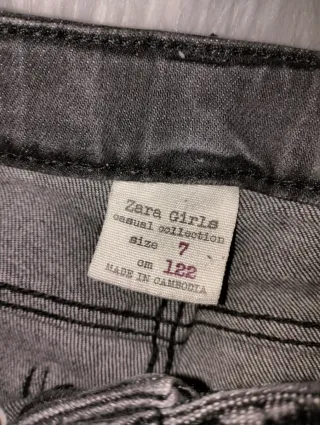 Zara Girls
casual collection
size 7
cm 122
MADE IN CAMBODIA